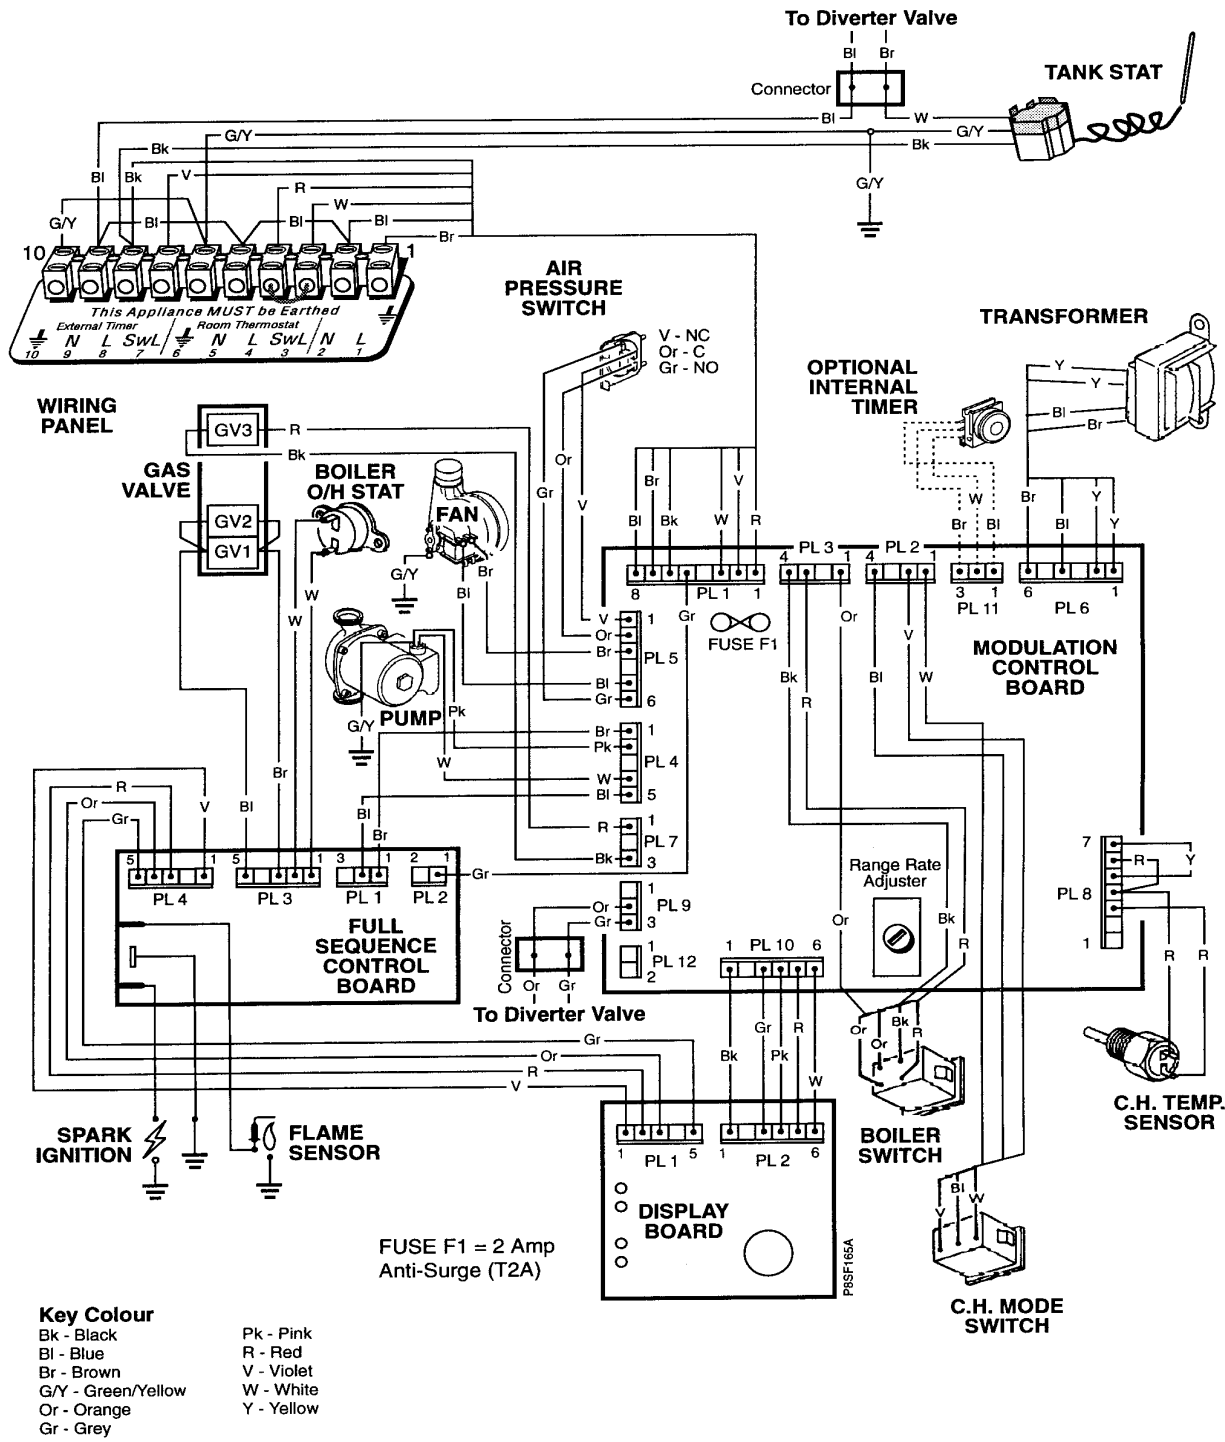 To Diverter Valve
Bl Br
TANK STAT
Connector
Bl W
G/Y G/Y
Bk Bk
Bl Bk V
G/Y
R
W
G/Y Bl Bl Bl
Br
10 1
This Appliance MUST be Earthed
External Timer Room Thermostat
N L SwL N L SwL N L
10 9 8 7 6 5 4 3 2 1
AIR
PRESSURE
SWITCH
V - NC
Or - C
Gr - NO
TRANSFORMER
OPTIONAL
INTERNAL
TIMER
Y
Y
Bl
Br
WIRING
PANEL
GAS
VALVE
GV3
GV2
GV1
R
Bk
BOILER
O/H STAT
FAN
G/Y
Bl
Br
Or
Gr
V
W
W
Bl Br Bk W V R
Br W Bl
Br Bl Y Y
8 PL 1 1
4 PL 3 1
4 PL 2 1
3 1
PL 11
6 PL 6 1
FUSE F1
Gr
MODULATION
CONTROL
BOARD
V 1
Or
Br
PL 5
Bl
Gr 6
PUMP
G/Y
Pk
W
Br 1
Pk
PL 4
W
Bl 5
R 1
PL 7
Bk 3
Bk R Or Bl V W
Br
Bl
Bl
Br
R
Or
Gr
V
5 1
PL 4
5 1
PL 3
3 1
PL 1
2 1
PL 2
Gr
FULL
SEQUENCE
CONTROL
BOARD
1
Or
PL 9
Gr 3
1
PL 12
2
Connector
Or Gr
To Diverter Valve
1 PL 10 6
Range Rate
Adjuster
Or
Bk
R
7
R
Y
PL 8
1
R R
Bk Gr Pk R W
Or Or Bk R
Gr
Or
R
V
SPARK
IGNITION
FLAME
SENSOR
BOILER
SWITCH
C.H. TEMP.
SENSOR
1 PL 1 5
1 PL 2 6
DISPLAY
BOARD
P8SF165A
V Bl W
C.H. MODE
SWITCH
FUSE F1 = 2 Amp
Anti-Surge (T2A)
Key Colour
Bk - Black
Bl - Blue
Br - Brown
G/Y - Green/Yellow
Or - Orange
Gr - Grey
Pk - Pink
R - Red
V - Violet
W - White
Y - Yellow